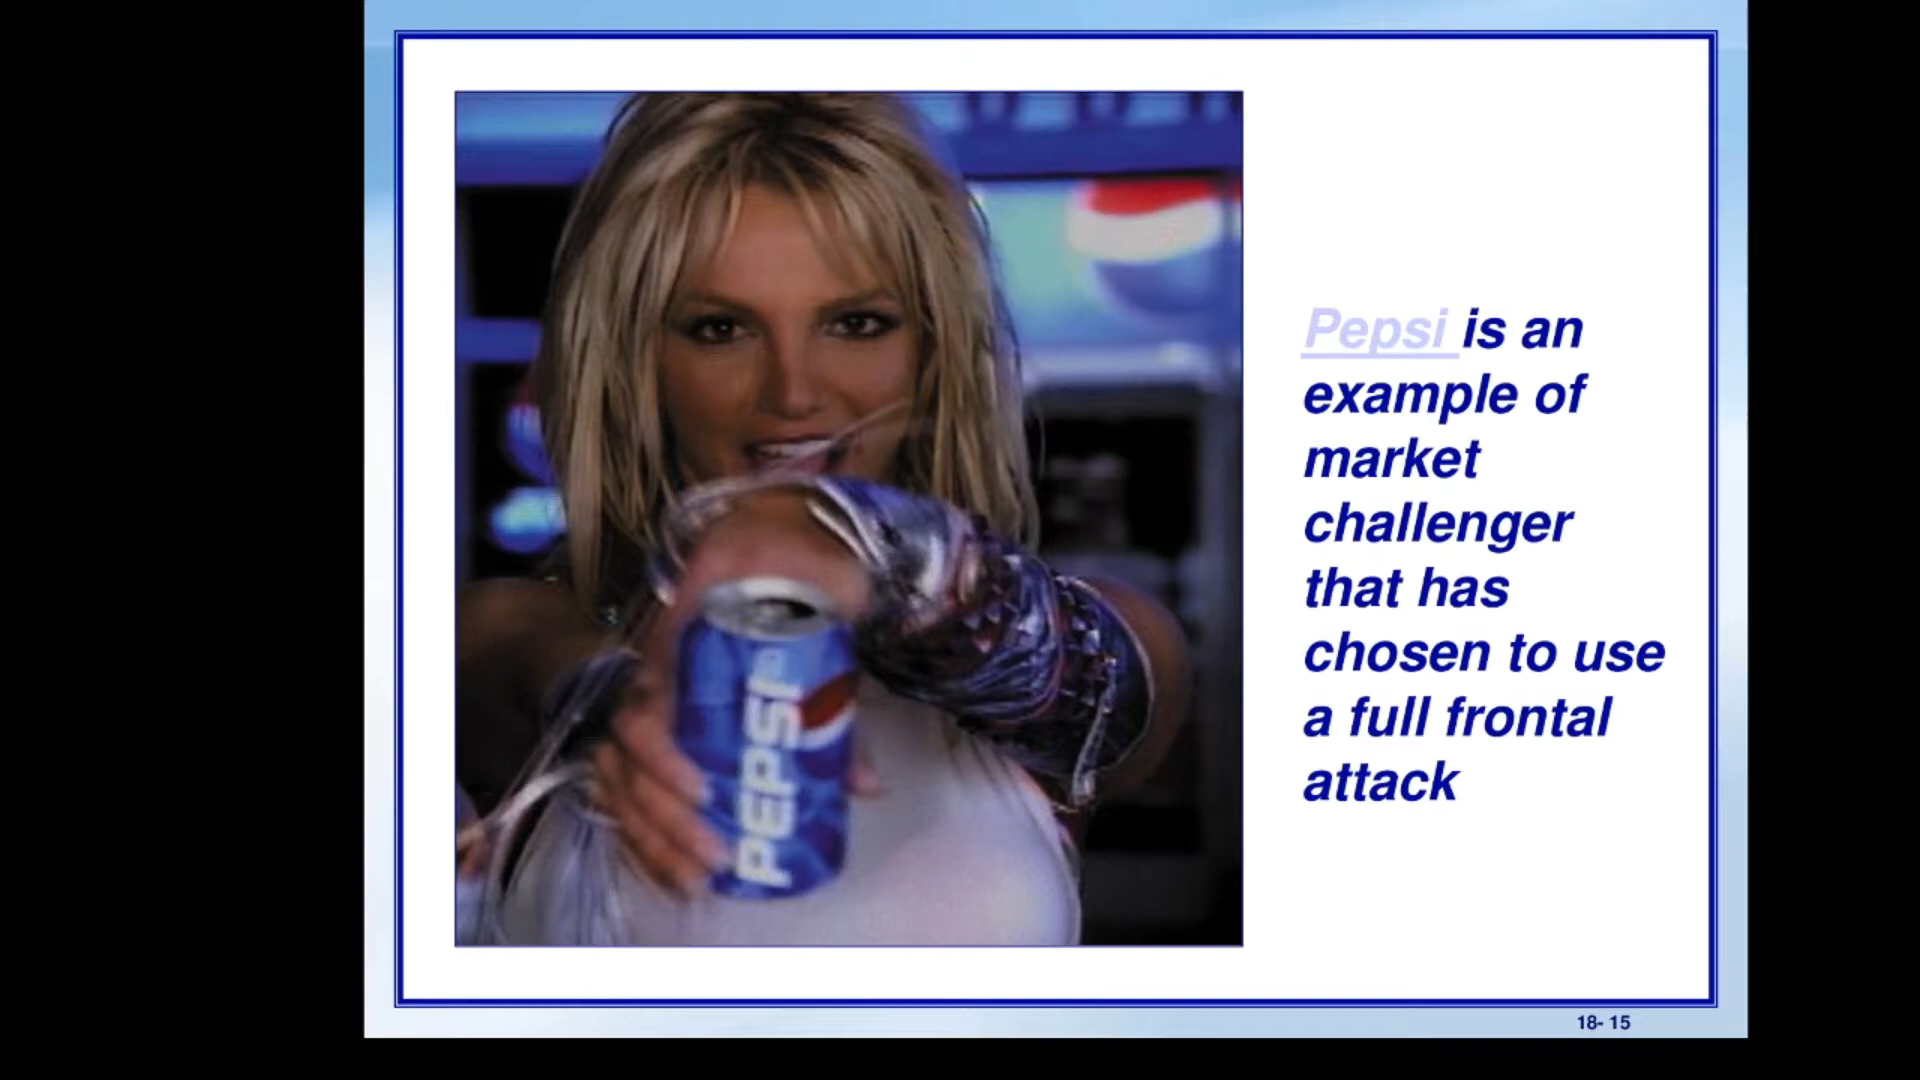 Pepsi is an
example of
market
challenger
that has
chosen to use
a full frontal
attack
PEPSI
18- 15